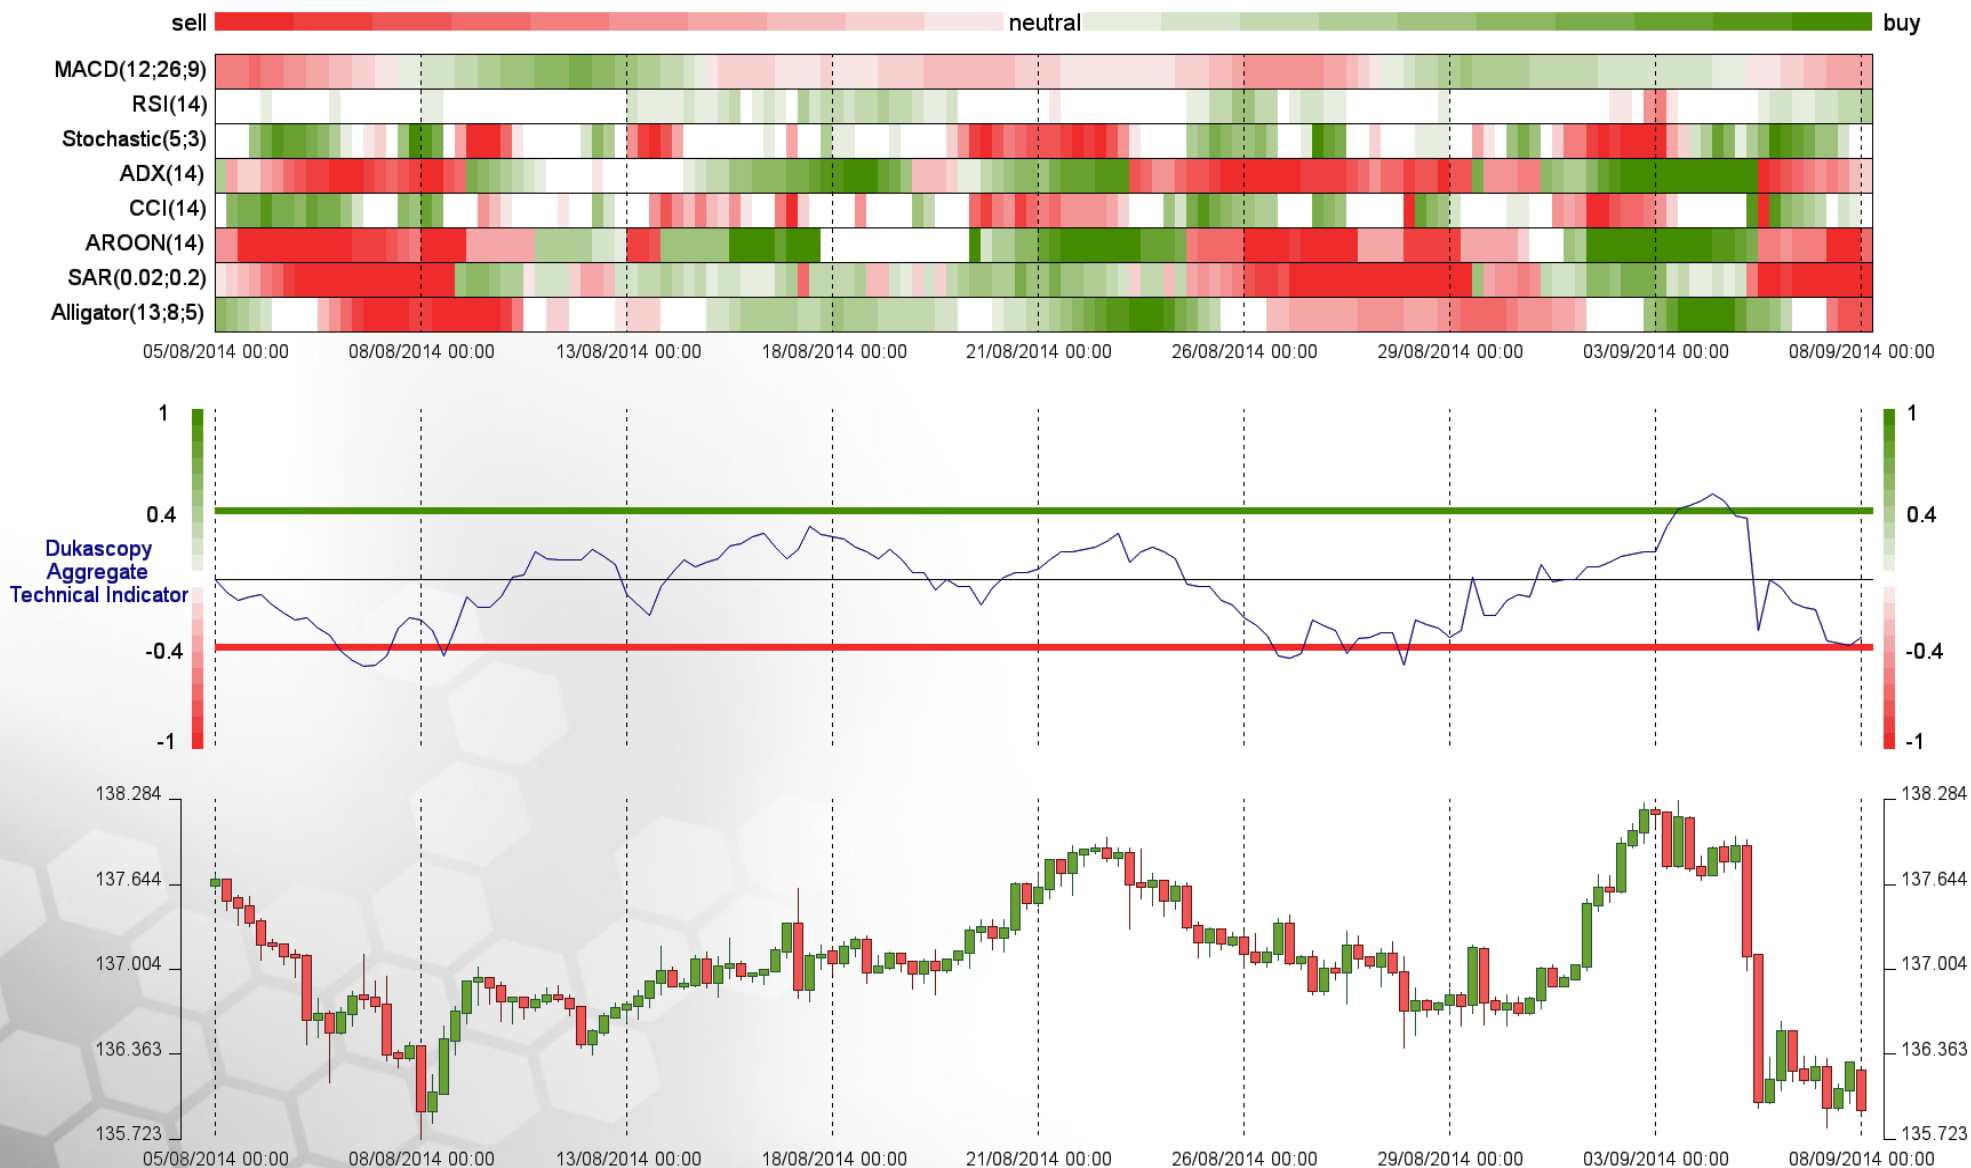 sell neutral buy
MACD(12;26;9)
RSI(14)
Stochastic(5;3)
ADX(14)
CCI(14)
AROON(14)
SAR(0.02;0.2)
Alligator(13;8;5)
05/08/2014 00:00 08/08/2014 00:00 13/08/2014 00:00 18/08/2014 00:00 21/08/2014 00:00 26/08/2014 00:00 29/08/2014 00:00 03/09/2014 00:00 08/09/2014 00:00
1 1
0.4 0.4
Dukascopy
Aggregate
Technical Indicator
-0.4 -0.4
-1 -1
138.284 138.284
137.644 137.644
137.004 137.004
136.363 136.363
135.723 135.723
05/08/2014 00:00 08/08/2014 00:00 13/08/2014 00:00 18/08/2014 00:00 21/08/2014 00:00 26/08/2014 00:00 29/08/2014 00:00 03/09/2014 00:00 08/09/2014 00:00